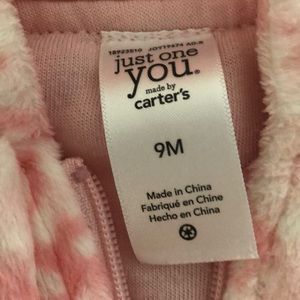 just one
you®
made by
carter's
9M
Made in China
Fabriqué en Chine
Hecho en China